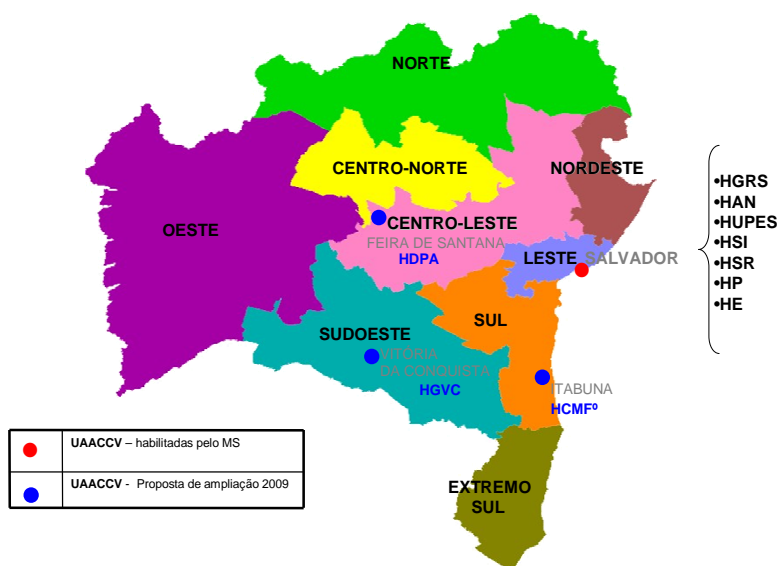 NORTE
CENTRO-NORTE
NORDESTE
OESTE
CENTRO-LESTE
FEIRA DE SANTANA
HDPA
LESTE
SALVADOR
•HGRS
•HAN
•HUPES
•HSI
•HSR
•HP
•HE
SUL
SUDOESTE
VITÓRIA
DA CONQUISTA
HGVC
ITABUNA
HCMFº
EXTREMO
SUL
UAACCV – habilitadas pelo MS
UAACCV - Proposta de ampliação 2009